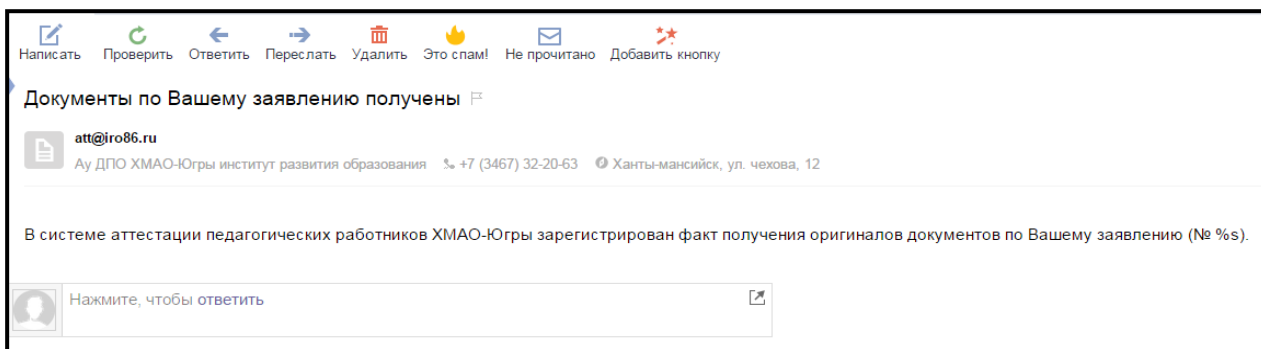 Написать Проверить Ответить Переслать Удалить Это спам! Не прочитано Добавить кнопку
Документы по Вашему заявлению получены
att@iro86.ru
Ау ДПО ХМАО-Югры институт развития образования +7 (3467) 32-20-63 Ханты-мансийск, ул. чехова, 12
В системе аттестации педагогических работников ХМАО-Югры зарегистрирован факт получения оригиналов документов по Вашему заявлению (№ %s).
Нажмите, чтобы ответить